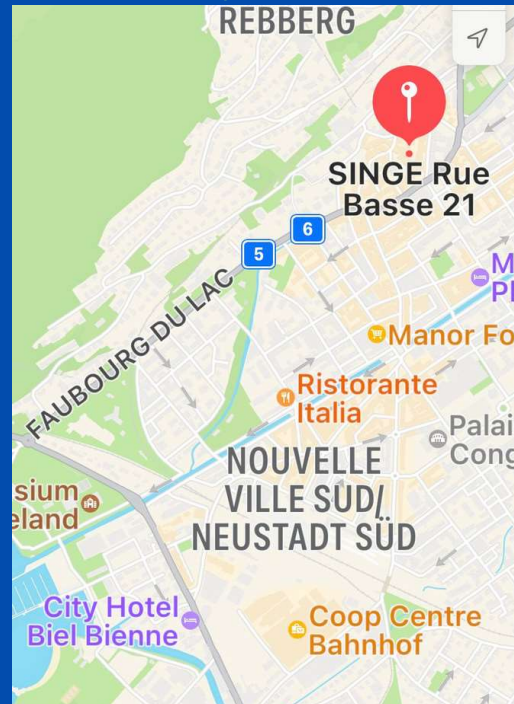 REBBERG
SINGE Rue
Basse 21
6
5
FAUBOURG DU LAC
M
Pl
Manor Fo
Ristorante
Italia
Palai
Cong
NOUVELLE
VILLE SUD/
NEUSTADT SÜD
sium
eland
City Hotel
Biel Bienne
Coop Centre
Bahnhof